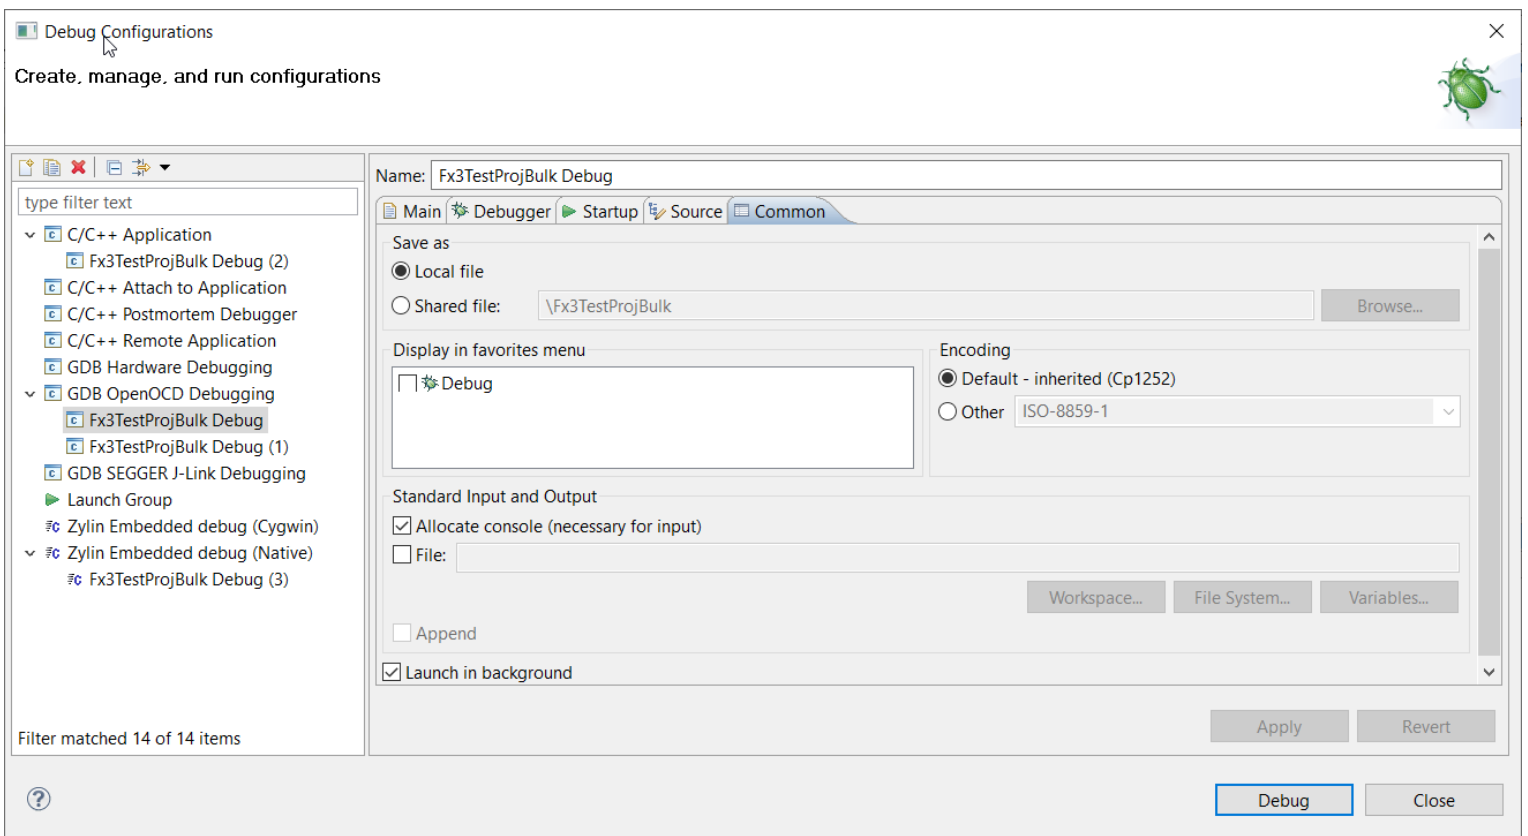 Debug Configurations
Create, manage, and run configurations
type filter text
C/C++ Application
Fx3TestProjBulk Debug (2)
C/C++ Attach to Application
C/C++ Postmortem Debugger
C/C++ Remote Application
GDB Hardware Debugging
GDB OpenOCD Debugging
Fx3TestProjBulk Debug
Fx3TestProjBulk Debug (1)
GDB SEGGER J-Link Debugging
Launch Group
Zylin Embedded debug (Cygwin)
Zylin Embedded debug (Native)
Fx3TestProjBulk Debug (3)
Filter matched 14 of 14 items
Name: Fx3TestProjBulk Debug
Main Debugger Startup Source Common
Save as
Local file
Shared file: \Fx3TestProjBulk Browse...
Display in favorites menu
Debug
Encoding
Default - inherited (Cp1252)
Other ISO-8859-1
Standard Input and Output
Allocate console (necessary for input)
File:
Workspace... File System... Variables...
Append
Launch in background
Apply Revert
Debug Close